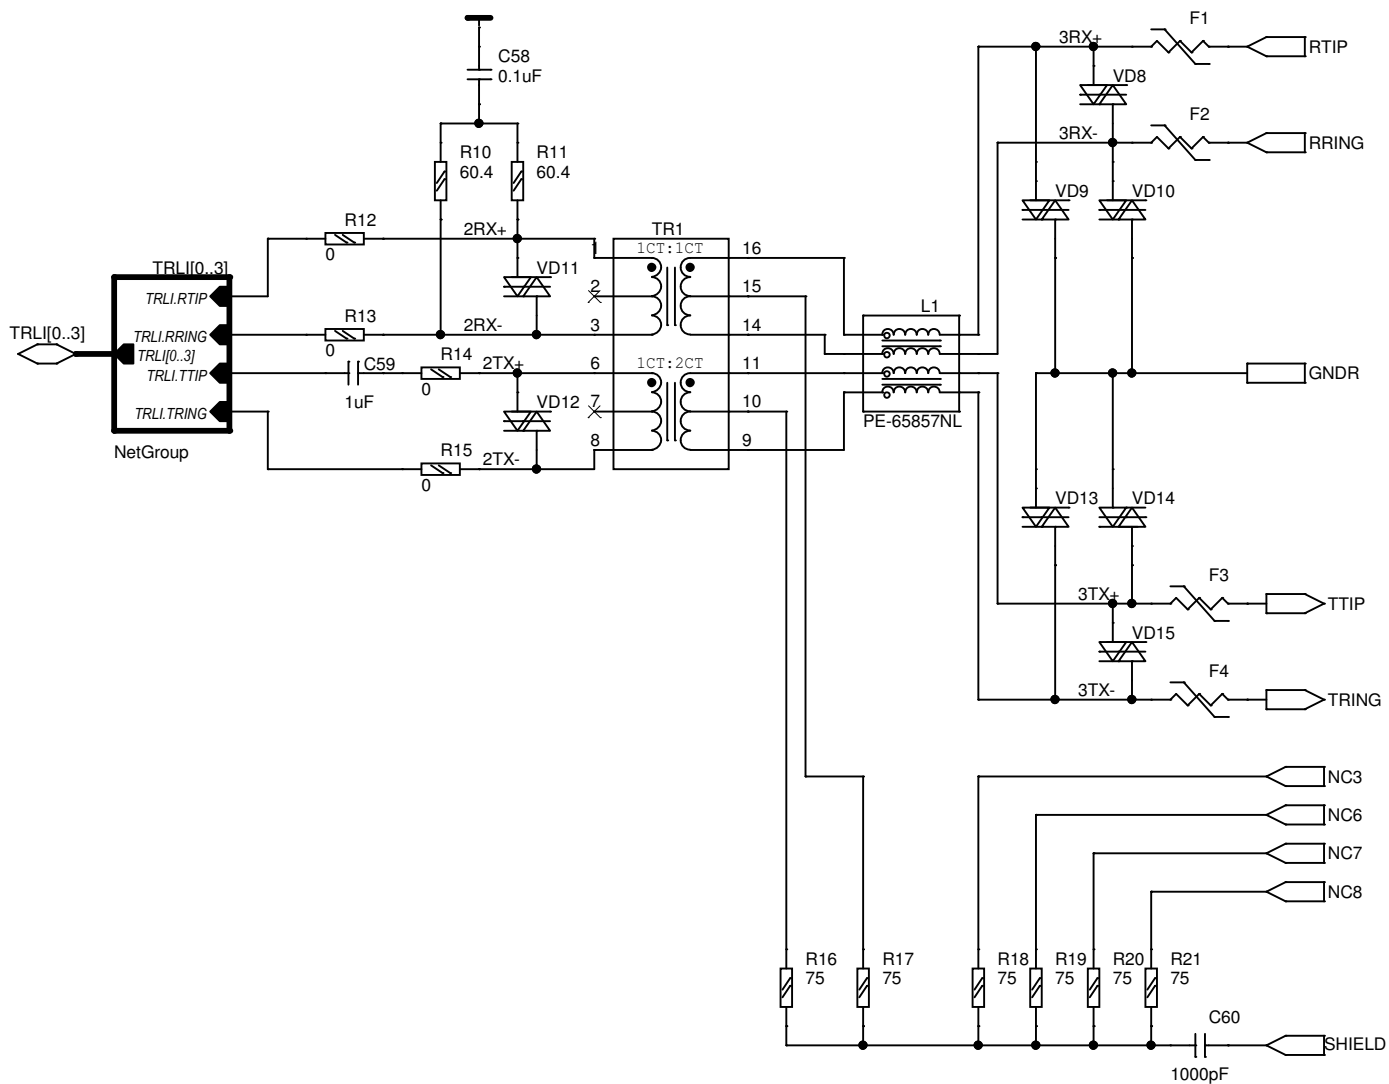 F1
3RX+
RTIP
C58
0.1uF
VD8
F2
3RX-
RRING
R10
60.4
R11
60.4
VD9
VD10
R12
0
2RX+
TR1
1CT:1CT
1
16
TRLI[0..3]
VD11
TRLI.RTIP
2
15
L1
R13
0
2RX-
3
14
TRLI[0..3]
TRLI.RRING
TRLI[0..3]
C59
1uF
R14
0
2TX+
6
1CT:2CT
11
TRLI.TTIP
GNDR
VD12
7
10
TRLI.TRING
PE-65857NL
NetGroup
R15
0
2TX-
8
9
VD13
VD14
F3
3TX+
TTIP
VD15
F4
3TX-
TRING
NC3
NC6
NC7
NC8
R16
75
R17
75
R18
75
R19
75
R20
75
R21
75
C60
SHIELD
1000pF